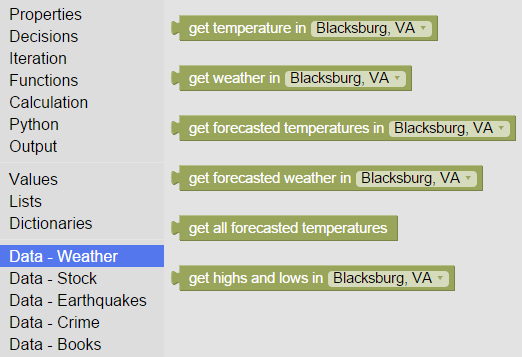 Properties
Decisions
Iteration
Functions
Calculation
Python
Output
Values
Lists
Dictionaries
Data - Weather
Data - Stock
Data - Earthquakes
Data - Crime
Data - Books
get temperature in Blacksburg, VA
get weather in Blacksburg, VA
get forecasted temperatures in Blacksburg, VA
get forecasted weather in Blacksburg, VA
get all forecasted temperatures
get highs and lows in Blacksburg, VA